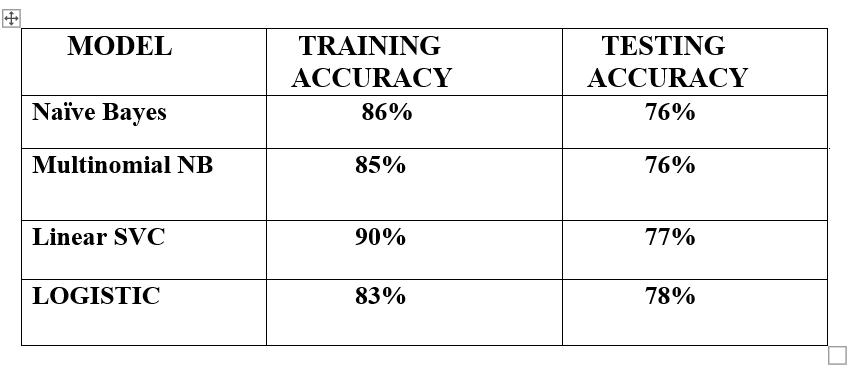 MODEL TRAINING ACCURACY TESTING ACCURACY
Naïve Bayes 86% 76%
Multinomial NB 85% 76%
Linear SVC 90% 77%
LOGISTIC 83% 78%